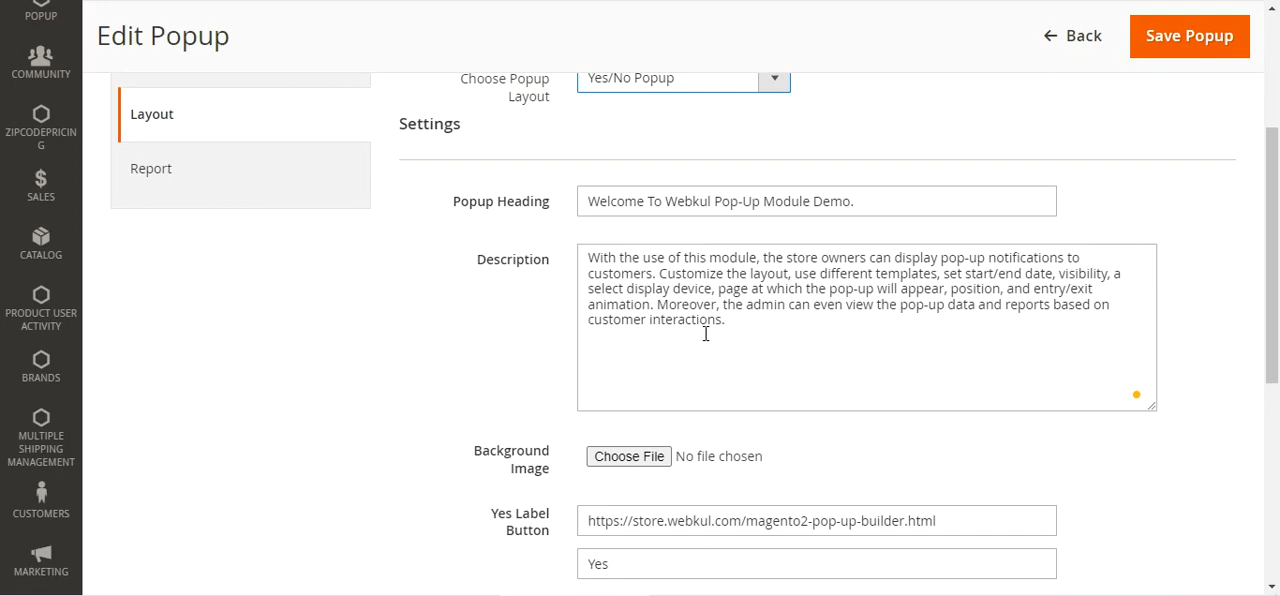 POPUP
COMMUNITY
ZIPCODEPRICIN
G
SALES
CATALOG
PRODUCT USER
ACTIVITY
BRANDS
MULTIPLE
SHIPPING
MANAGEMENT
CUSTOMERS
MARKETING
Edit Popup
Back
Save Popup
Layout
Report
Choose Popup
Layout
Yes/No Popup
Settings
Popup Heading
Welcome To Webkul Pop-Up Module Demo.
Description
With the use of this module, the store owners can display pop-up notifications to
customers. Customize the layout, use different templates, set start/end date, visibility, a
select display device, page at which the pop-up will appear, position, and entry/exit
animation. Moreover, the admin can even view the pop-up data and reports based on
customer interactions.
Background
Image
Choose File No file chosen
Yes Label
Button
https://store.webkul.com/magento2-pop-up-builder.html
Yes